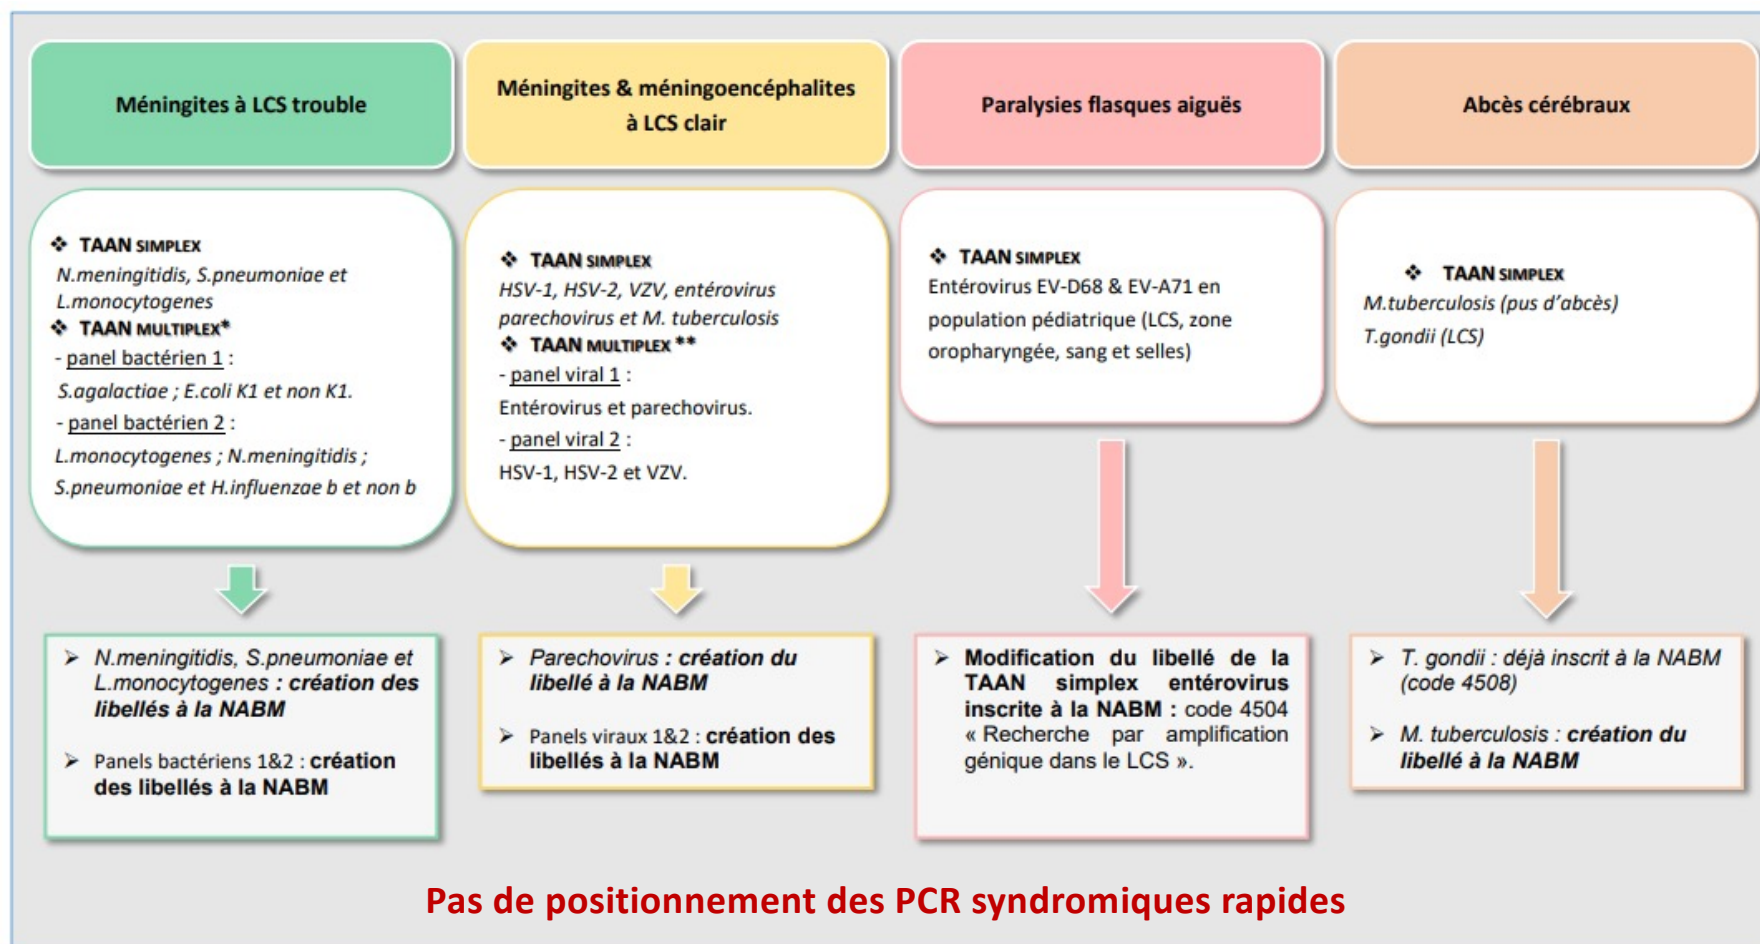 Méningites à LCS trouble
❖ TAAN SIMPLEX
N.meningitidis, S.pneumoniae et
L.monocytogenes
❖ TAAN MULTIPLEX*
- panel bactérien 1 :
S.agalactiae ; E.coli K1 et non K1.
- panel bactérien 2 :
L.monocytogenes ; N.meningitidis ;
S.pneumoniae et H.influenzae b et non b
➢ N.meningitidis, S.pneumoniae et
L.monocytogenes : création des
libellés à la NABM
➢ Panels bactériens 1&2 : création
des libellés à la NABM
Méningites & méningoencéphalites
à LCS clair
❖ TAAN SIMPLEX
HSV-1, HSV-2, VZV, entérovirus
parechovirus et M. tuberculosis
❖ TAAN MULTIPLEX **
- panel viral 1 :
Entérovirus et parechovirus.
- panel viral 2 :
HSV-1, HSV-2 et VZV.
➢ Parechovirus : création du
libellé à la NABM
➢ Panels viraux 1&2 : création des
libellés à la NABM
Paralysies flasques aiguës
❖ TAAN SIMPLEX
Entérovirus EV-D68 & EV-A71 en
population pédiatrique (LCS, zone
oropharyngée, sang et selles)
➢ Modification du libellé de la
TAAN simplex entérovirus
inscrite à la NABM : code 4504
« Recherche par amplification
génique dans le LCS ».
Abcès cérébraux
❖ TAAN SIMPLEX
M.tuberculosis (pus d'abcès)
T.gondii (LCS)
➢ T. gondii : déjà inscrit à la NABM
(code 4508)
➢ M. tuberculosis : création du
libellé à la NABM
Pas de positionnement des PCR syndromiques rapides